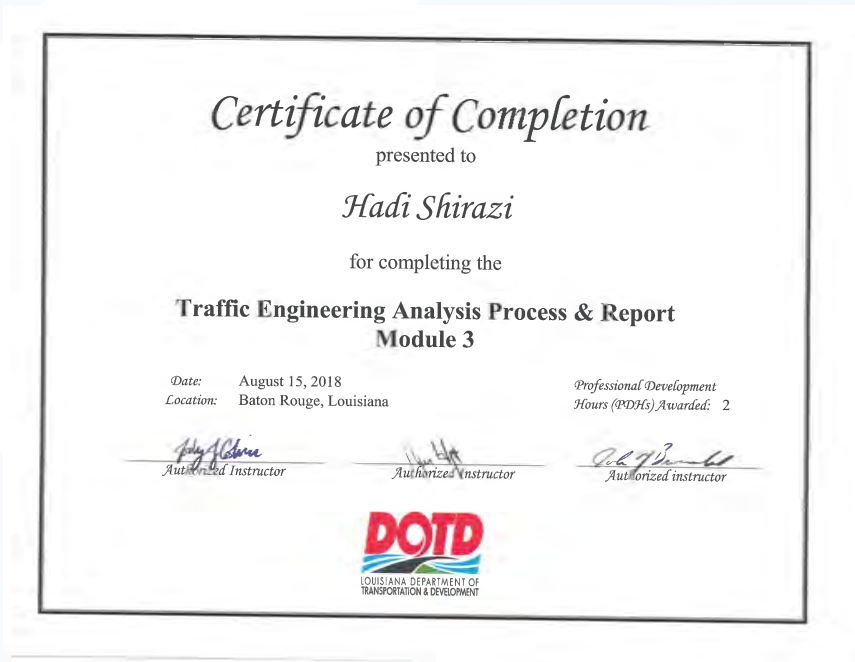 Certificate of Completion
presented to
Hadi Shirazi
for completing the
Traffic Engineering Analysis Process & Report
Module 3
Date: August 15, 2018
Location: Baton Rouge, Louisiana
Professional Development
Hours (PDHs) Awarded: 2
Authorized Instructor
Authorized Instructor
Authorized instructor
DOTD
LOUISIANA DEPARTMENT OF
TRANSPORTATION & DEVELOPMENT